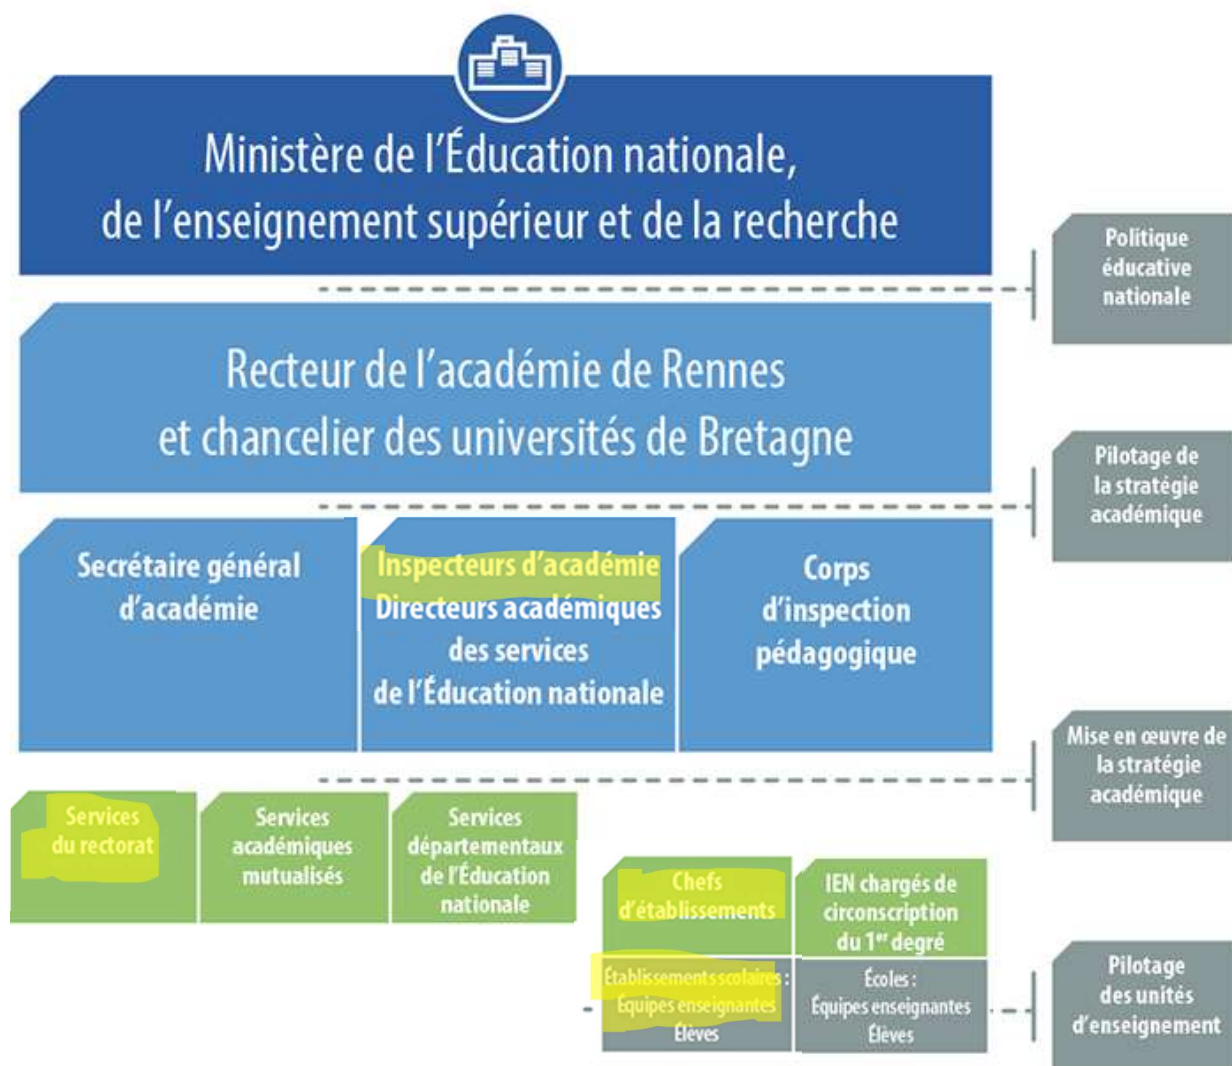 Ministère de l'Éducation nationale,
de l'enseignement supérieur et de la recherche
Politique
éducative
nationale
Recteur de l'académie de Rennes
et chancelier des universités de Bretagne
Pilotage de
la stratégie
académique
Secrétaire général
d'académie
Inspecteurs d'académie
Directeurs académiques
des services
de l'Éducation nationale
Corps
d'inspection
pédagogique
Mise en œuvre de
la stratégie
académique
Services
du rectorat
Services
académiques
mutualisés
Services
départementaux
de l'Éducation
nationale
Chefs
d'établissements
IEN chargés de
circonscription
du 1er degré
Établissements scolaires :
Équipes enseignantes
Élèves
Écoles :
Équipes enseignantes
Élèves
Pilotage
des unités
d'enseignement